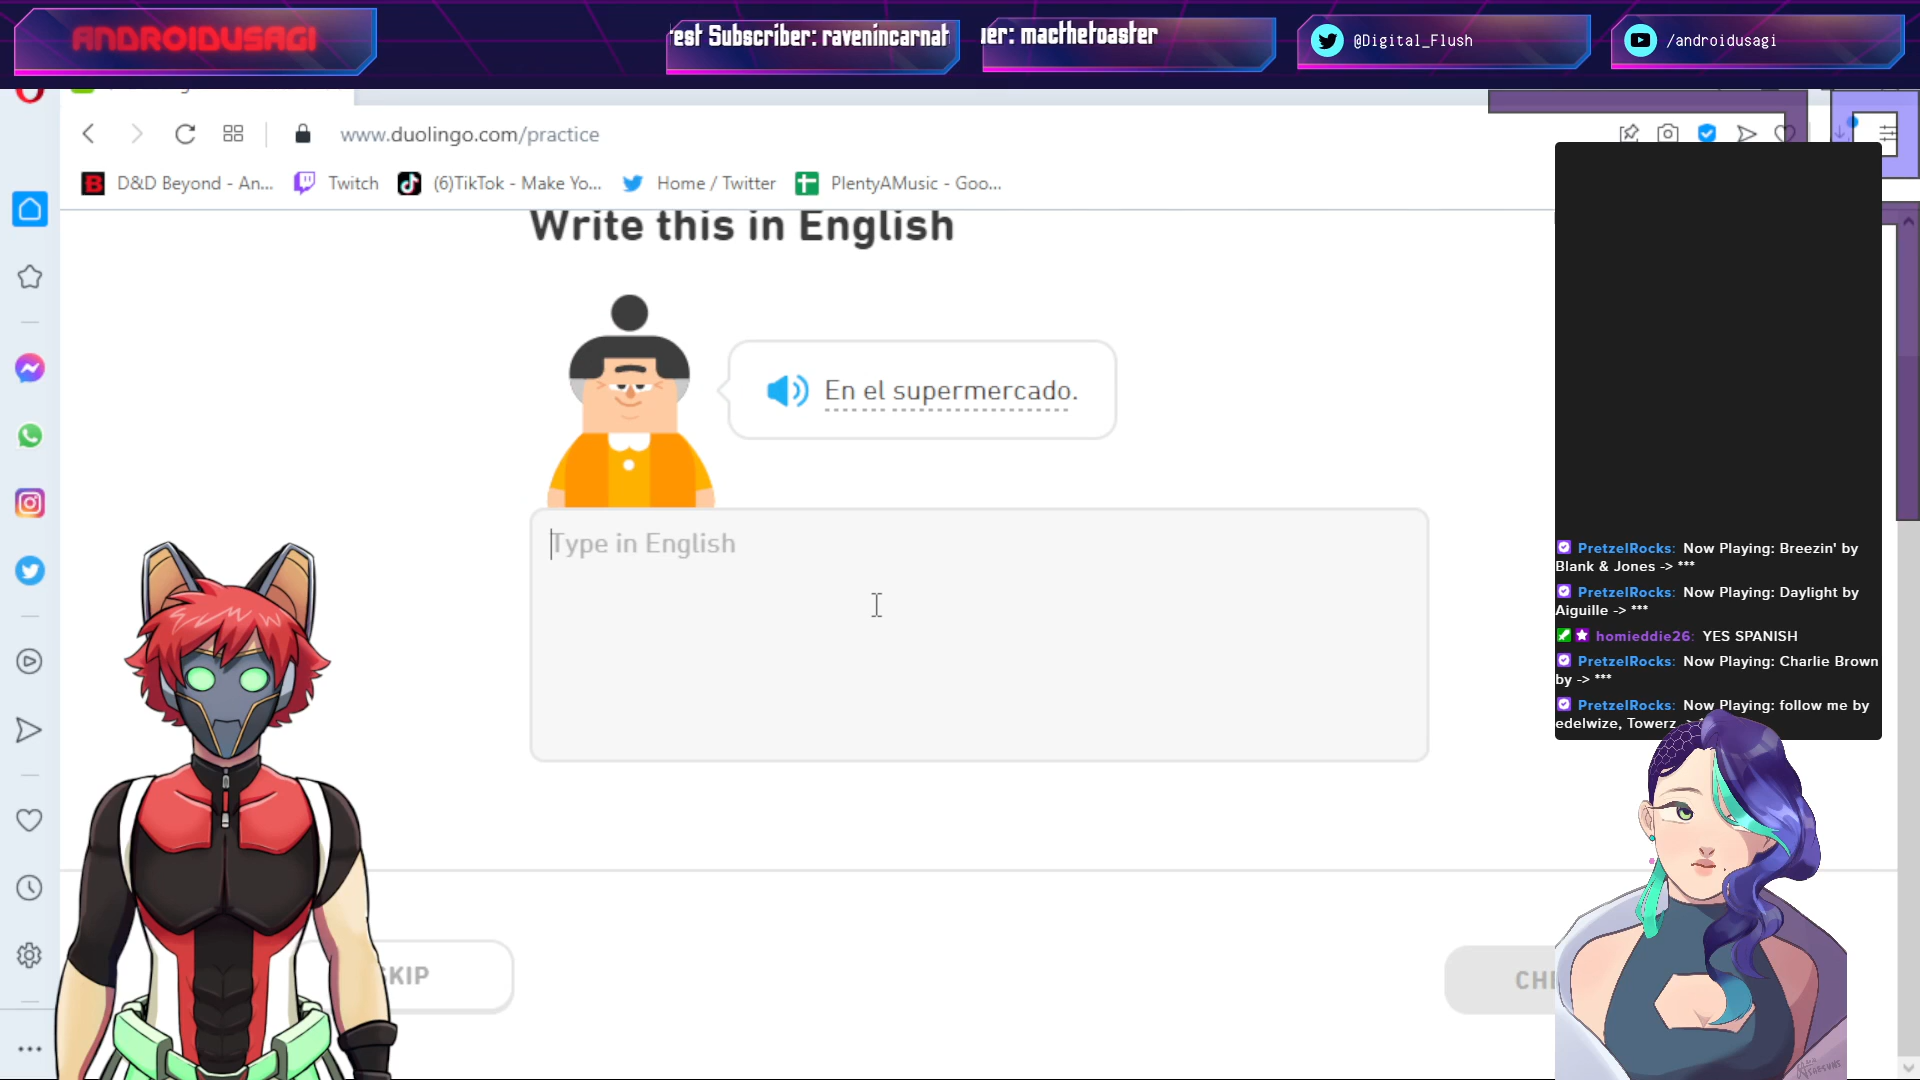 ANDROIDUSAGI
est Subscriber: ravenincarnat
er: macthetoaster
@Digital_Flush
/androidusagi
www.duolingo.com/practice
D&D Beyond - An...
Twitch
(6)TikTok - Make Yo...
Home / Twitter
PlentyAMusic - Goo...
Write this in English
En el supermercado.
Type in English
PretzelRocks: Now Playing: Breezin' by
Blank & Jones -> ***
PretzelRocks: Now Playing: Daylight by
Aiguille -> ***
homieddie26: YES SPANISH
PretzelRocks: Now Playing: Charlie Brown
by -> ***
PretzelRocks: Now Playing: follow me by
edelwize, Towerz
KIP
CH